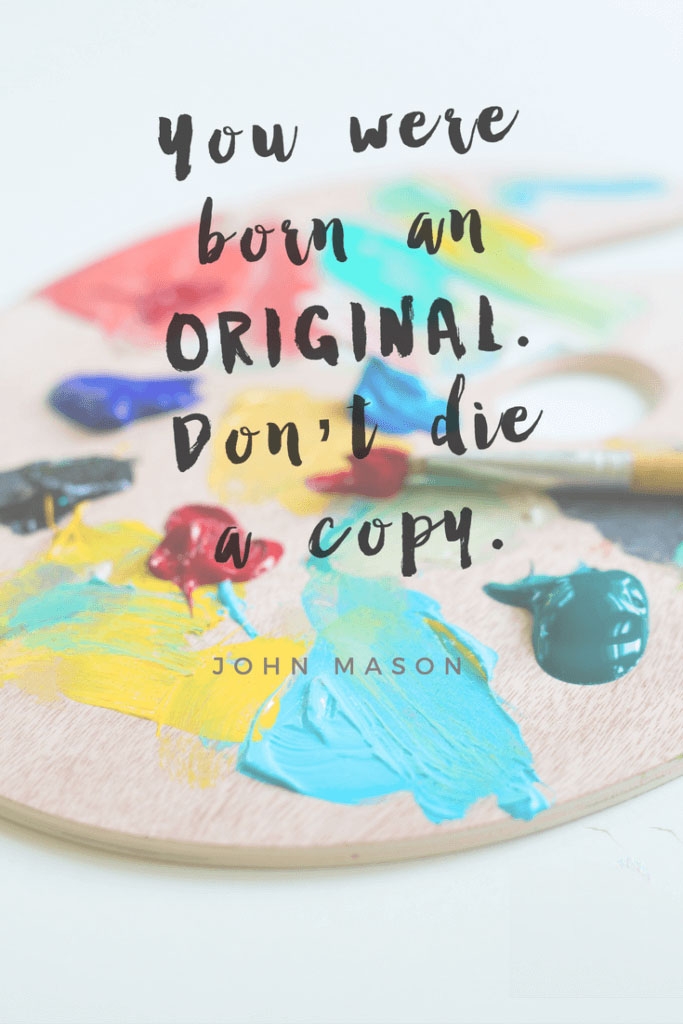 You were
born an
ORIGINAL.
Don't die
a copy.
JOHN MASON